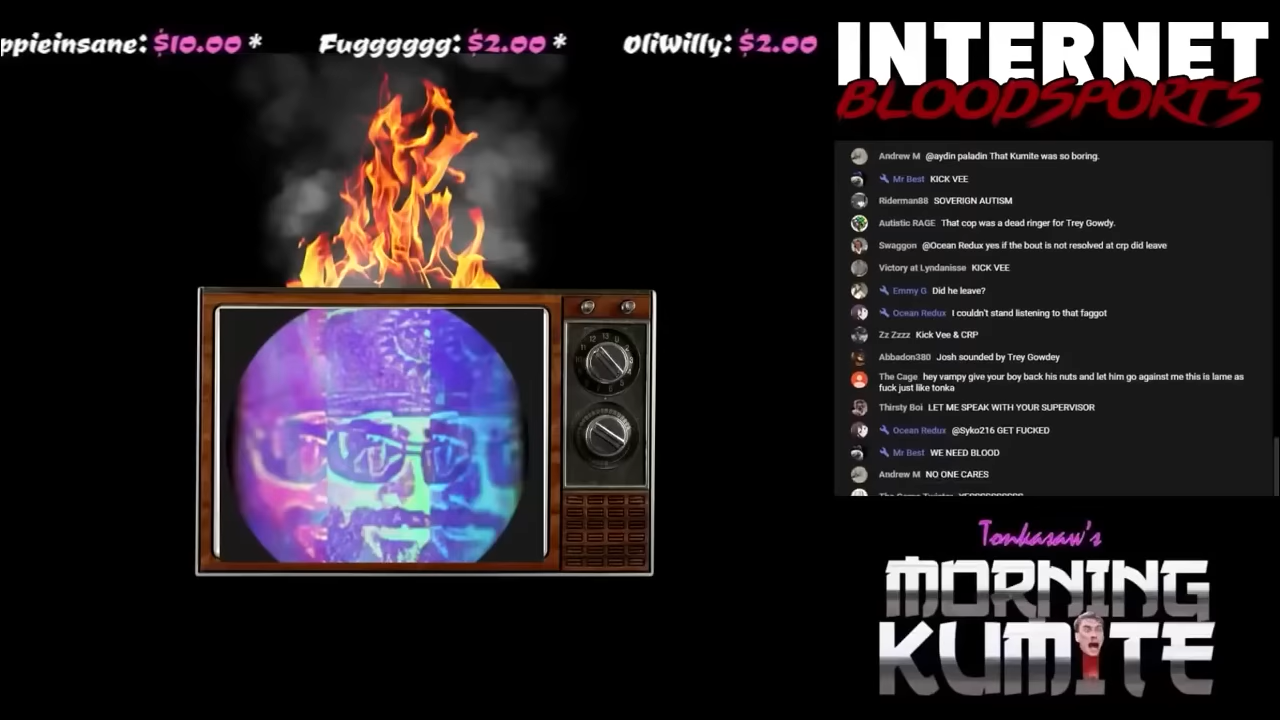 ppieinsane: $10.00 * Fugggggg: $2.00 * OliWilly: $2.00
INTERNET
BLOODSPORTS
Andrew M @aydin paladin That Kumite was so boring.
Mr Best KICK VEE
Riderman88 SOVERIGN AUTISM
Autistic RAGE That cop was a dead ringer for Trey Gowdy.
Swaggon @Ocean Redux yes if the bout is not resolved at crp did leave
Victory at Lyndanisse KICK VEE
Emmy G Did he leave?
Ocean Redux I couldn't stand listening to that faggot
Zz Zzzz Kick Vee & CRP
Abbadon380 Josh sounded by Trey Gowdey
The Cage hey vampy give your boy back his nuts and let him go against me this is lame as
fuck just like tonka
Thirsty Boi LET ME SPEAK WITH YOUR SUPERVISOR
Ocean Redux @Syko216 GET FUCKED
Mr Best WE NEED BLOOD
Andrew M NO ONE CARES
Tonkasaw's
MORNING
KUMITE